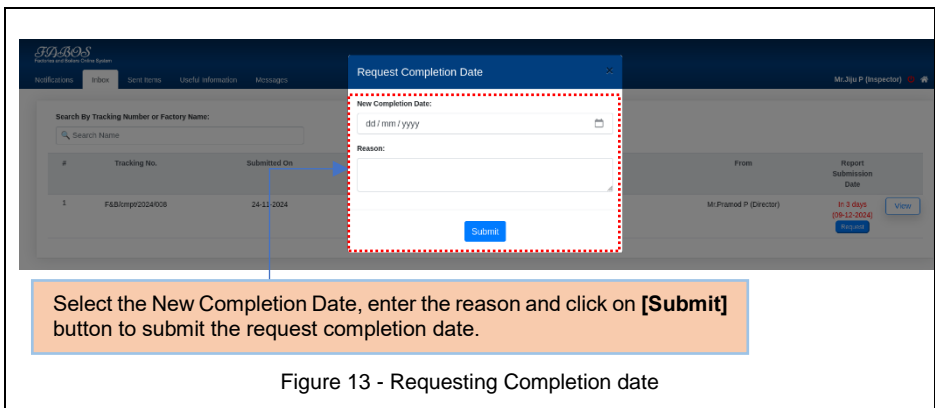 FABOS
Factories and Boilers Online System
Notifications Inbox Sent Items Useful Information Messages
Mr.Jiju P (Inspector)
Request Completion Date ×
New Completion Date:
dd / mm / yyyy
Reason:
Submit
Search By Tracking Number or Factory Name:
Search Name
# Tracking No. Submitted On From Report
Submission
Date
1 F&B/cmpt/2024/008 24-11-2024 Mr.Pramod P (Director) In 3 days
(09-12-2024)
Request
View
Select the New Completion Date, enter the reason and click on [Submit]
button to submit the request completion date.
Figure 13 - Requesting Completion date